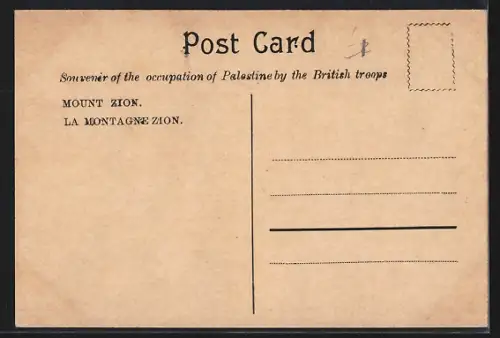 Post Card
Souvenir of the occupation of Palestine by the British troops
MOUNT ZION.
LA MONTAGNE ZION.